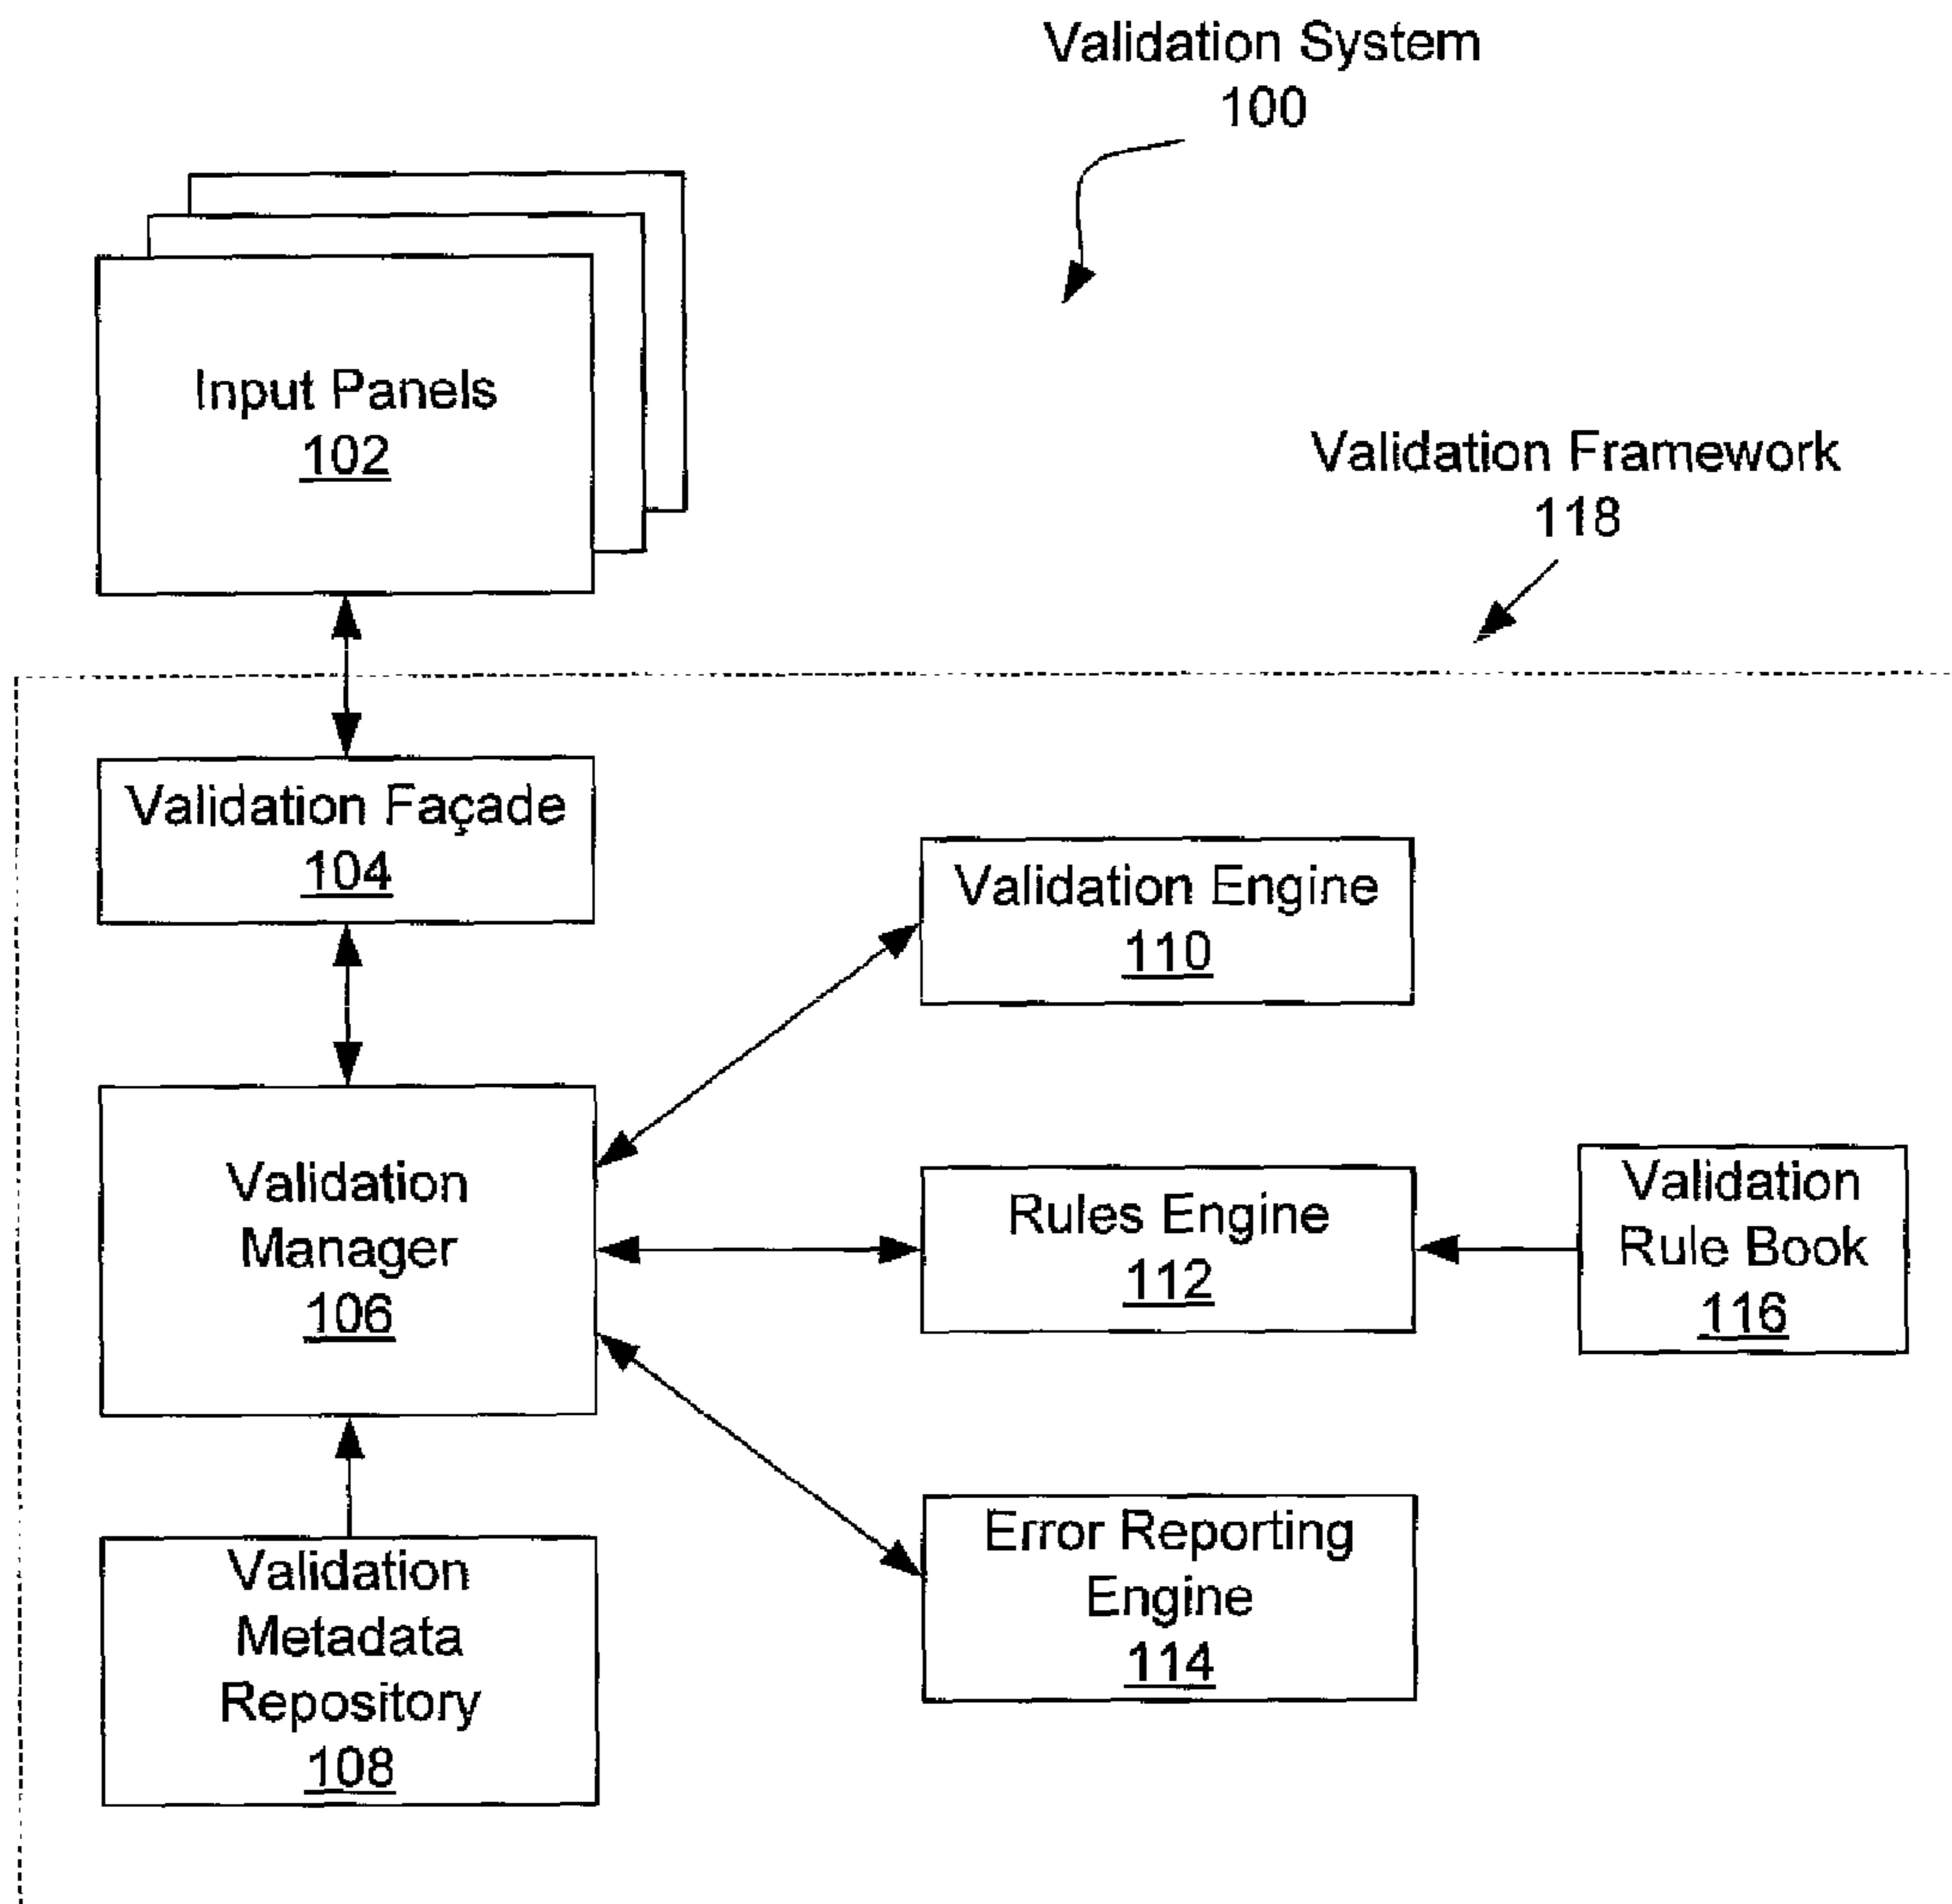 Validation System
100
Input Panels
102
Validation Framework
118
Validation Façade
104
Validation Engine
110
Validation
Manager
106
Rules Engine
112
Validation
Rule Book
116
Error Reporting
Engine
114
Validation
Metadata
Repository
108